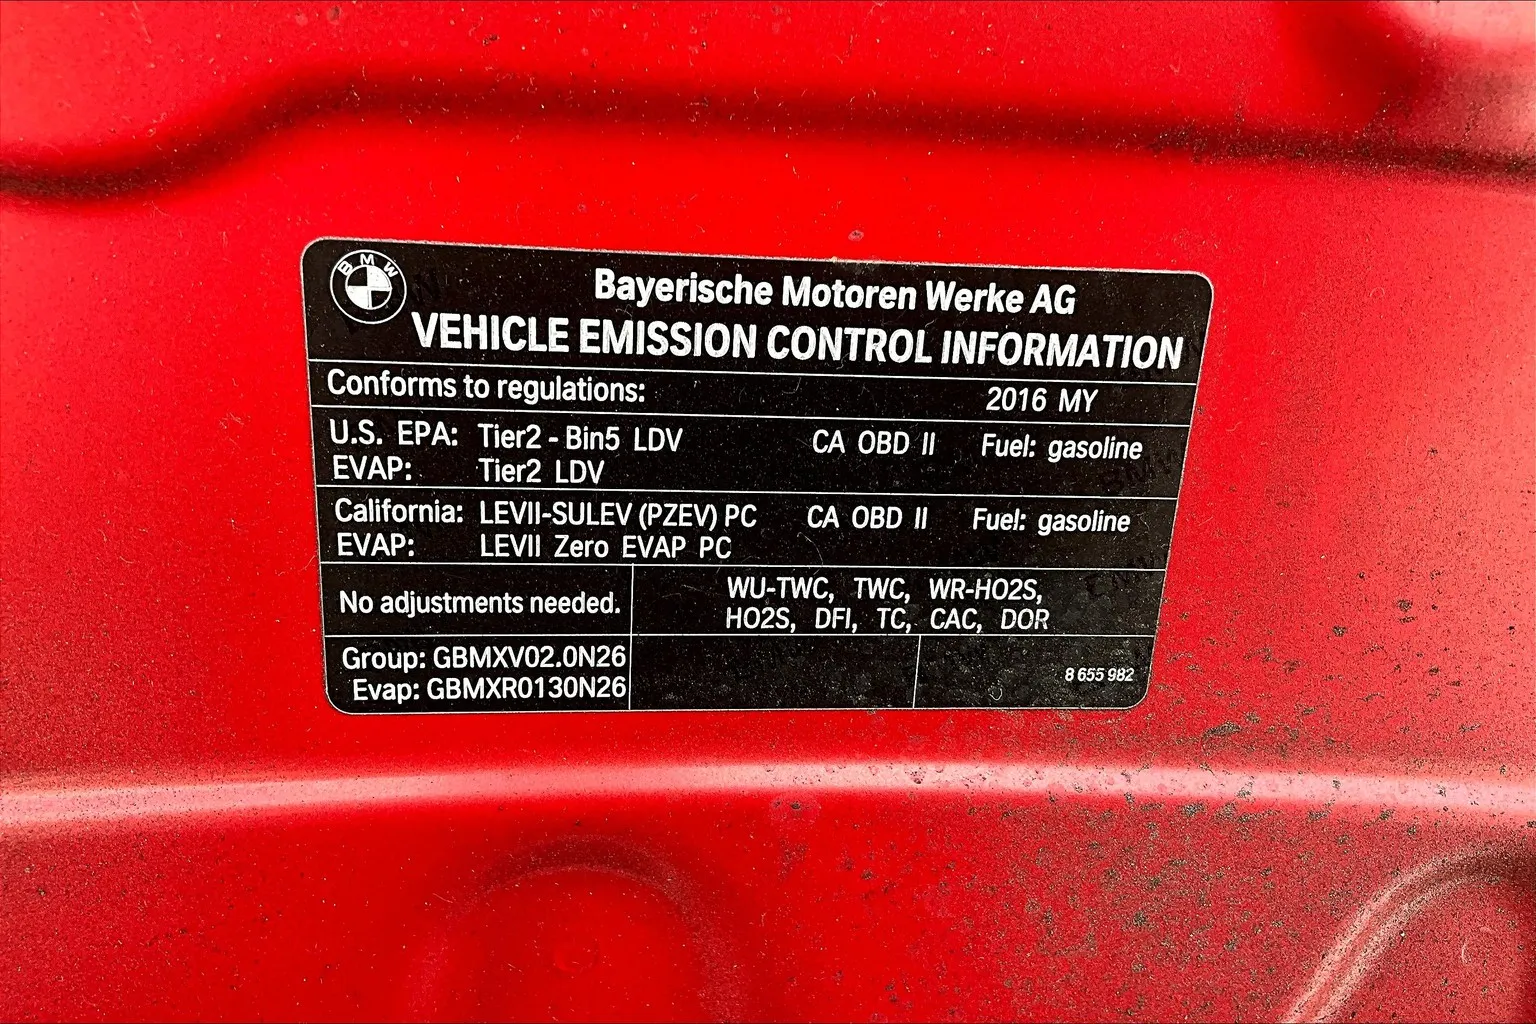 BMW
Bayerische Motoren Werke AG
VEHICLE EMISSION CONTROL INFORMATION
Conforms to regulations: 2016 MY
U.S. EPA: Tier2 - Bin5 LDV CA OBD II Fuel: gasoline
EVAP: Tier2 LDV
California: LEVII-SULEV (PZEV) PC CA OBD II Fuel: gasoline
EVAP: LEVII Zero EVAP PC
No adjustments needed.
WU-TWC, TWC, WR-HO2S,
HO2S, DFI, TC, CAC, DOR
Group: GBMXV02.0N26
Evap: GBMXR0130N26
8 655 982